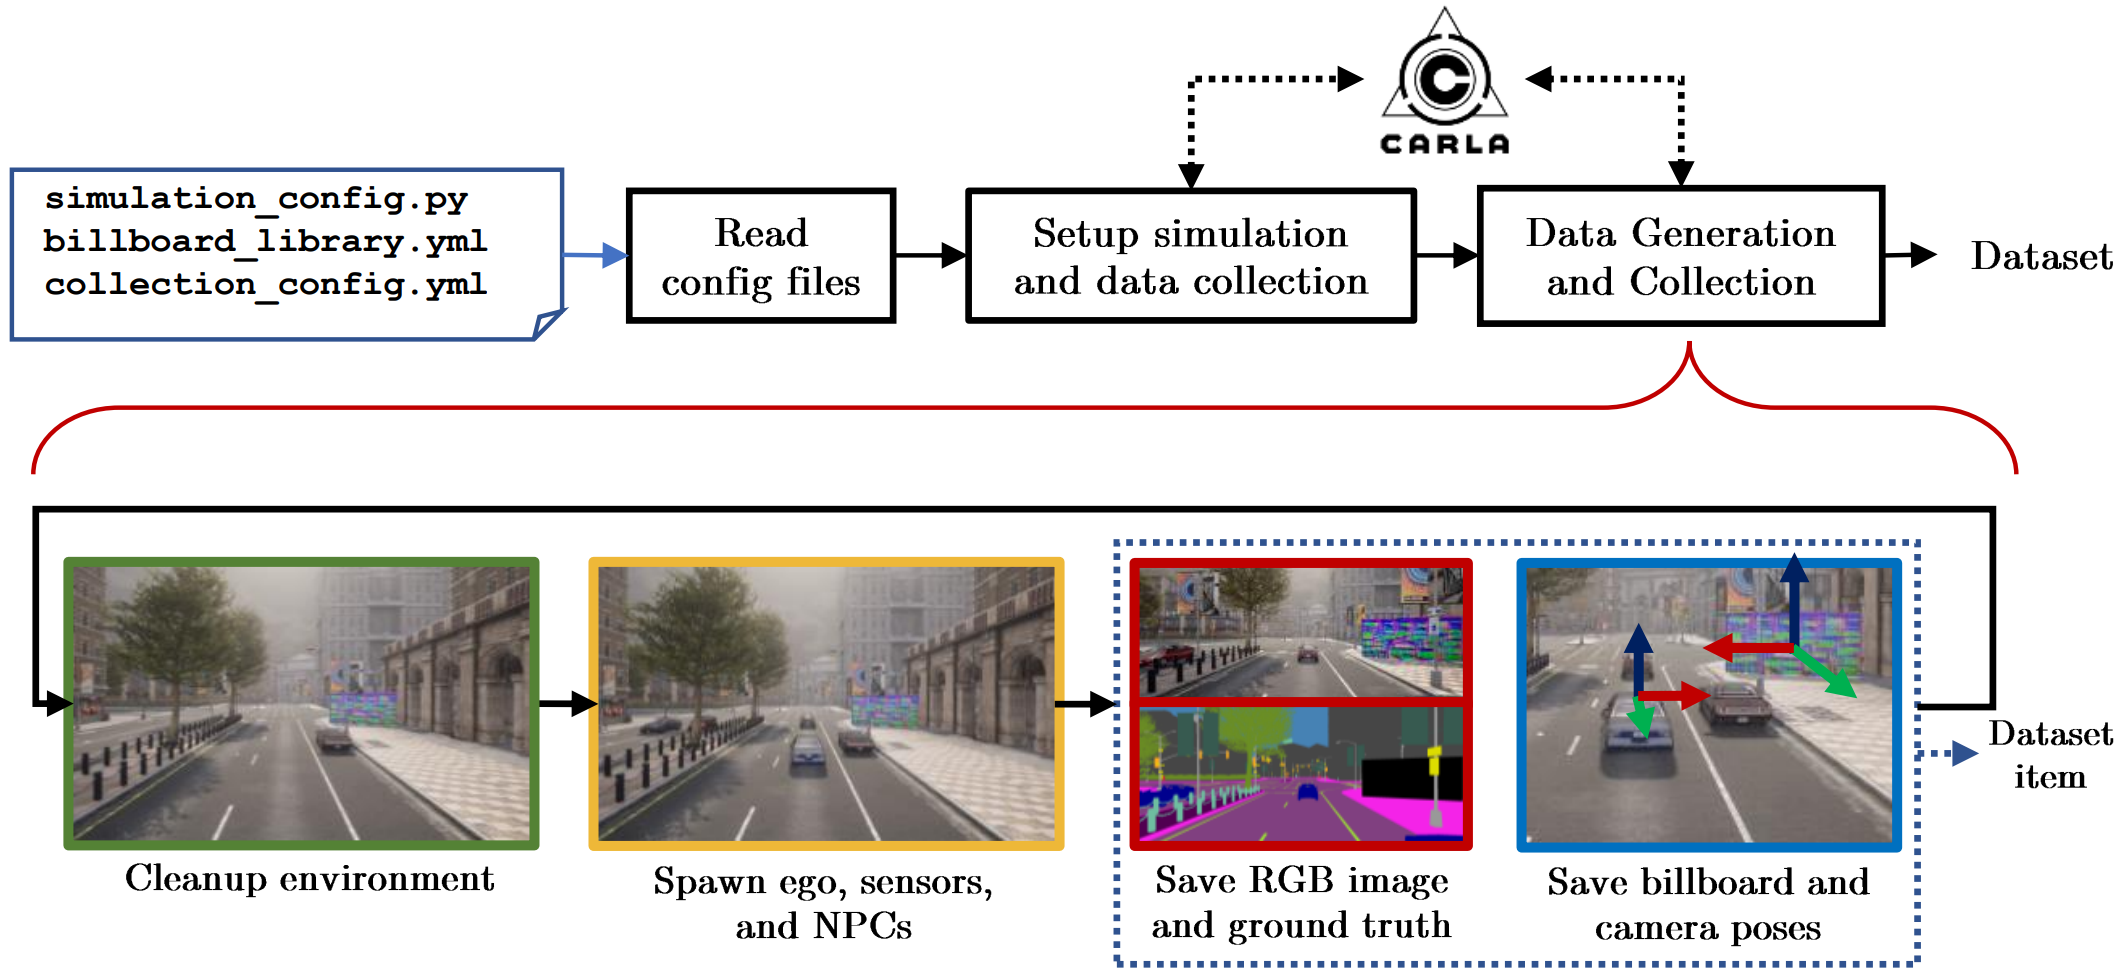 CARLA
simulation_config.py
billboard_library.yml
collection_config.yml
Read
config files
Setup simulation
and data collection
Data Generation
and Collection
Dataset
Cleanup environment
Spawn ego, sensors,
and NPCs
Save RGB image
and ground truth
Save billboard and
camera poses
Dataset
item